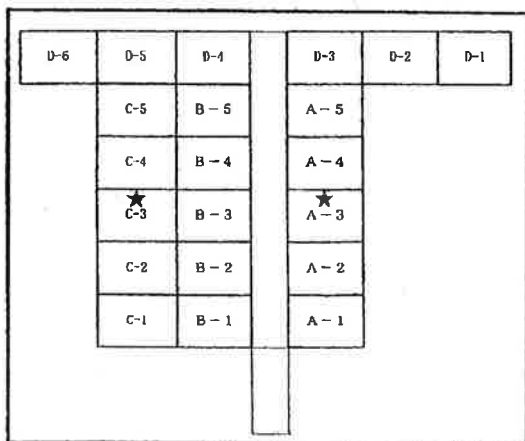 D-6 D-5 D-4 D-3 D-2 D-1
C-5 B-5 A-5
C-4 B-4 A-4
★ ★
C-3 B-3 A-3
C-2 B-2 A-2
C-1 B-1 A-1